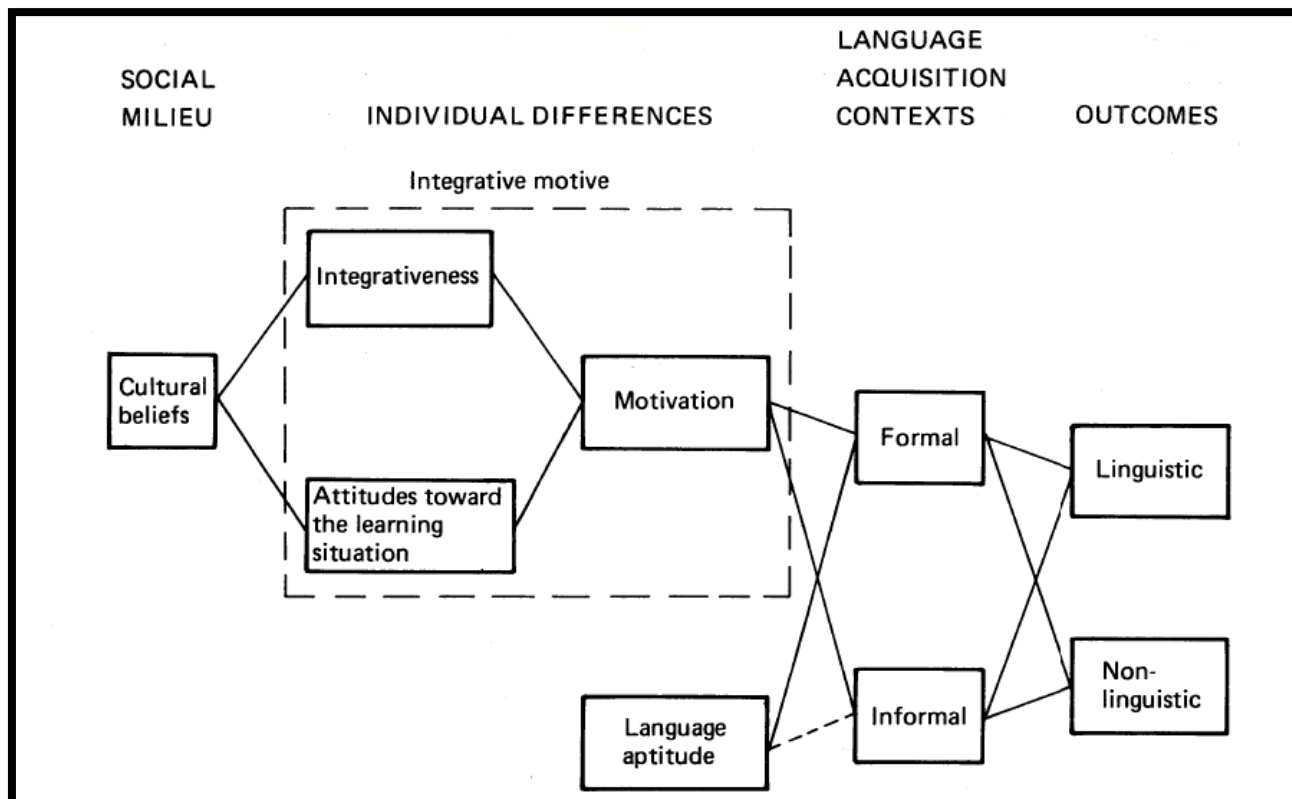 SOCIAL
MILIEU
INDIVIDUAL DIFFERENCES
LANGUAGE
ACQUISITION
CONTEXTS
OUTCOMES
Integrative motive
Integrativeness
Cultural
beliefs
Attitudes toward
the learning
situation
Motivation
Language
aptitude
Formal
Informal
Linguistic
Non-
linguistic